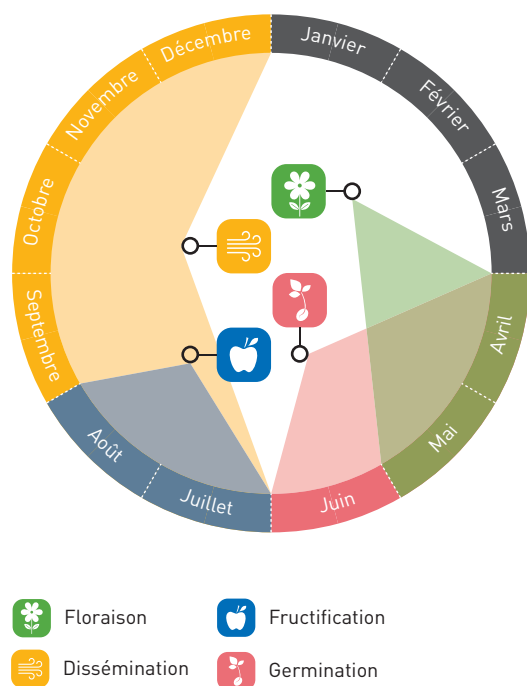 Janvier
Février
Mars
Avril
Mai
Juin
Juillet
Août
Septembre
Octobre
Novembre
Décembre
Floraison
Fructification
Dissémination
Germination